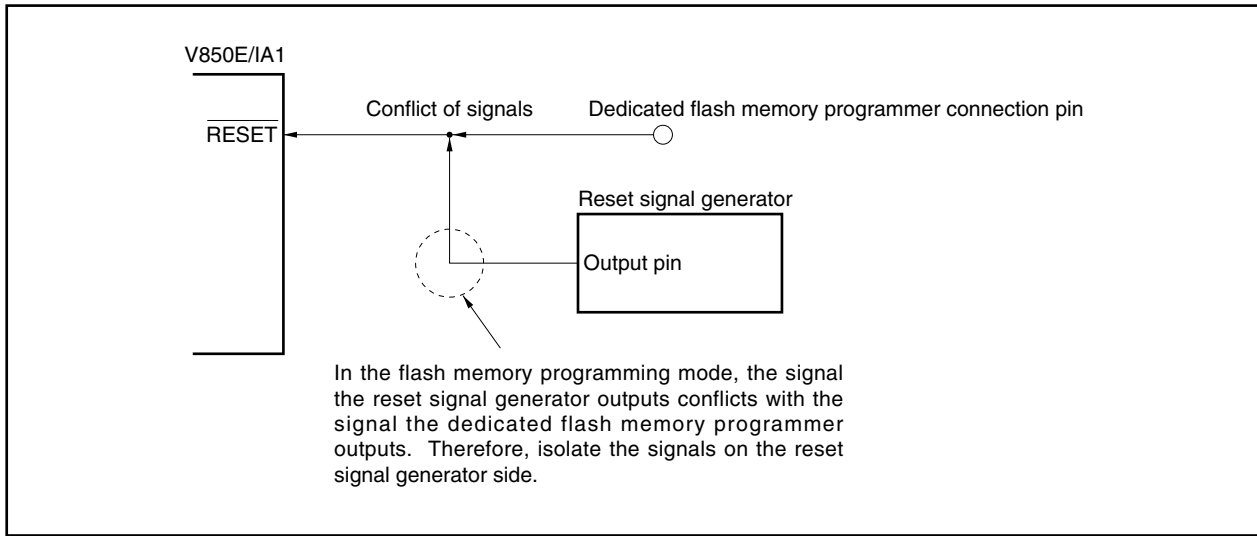 V850E/IA1
Conflict of signals
Dedicated flash memory programmer connection pin
RESET
Reset signal generator
Output pin
In the flash memory programming mode, the signal
the reset signal generator outputs conflicts with the
signal the dedicated flash memory programmer
outputs. Therefore, isolate the signals on the reset
signal generator side.